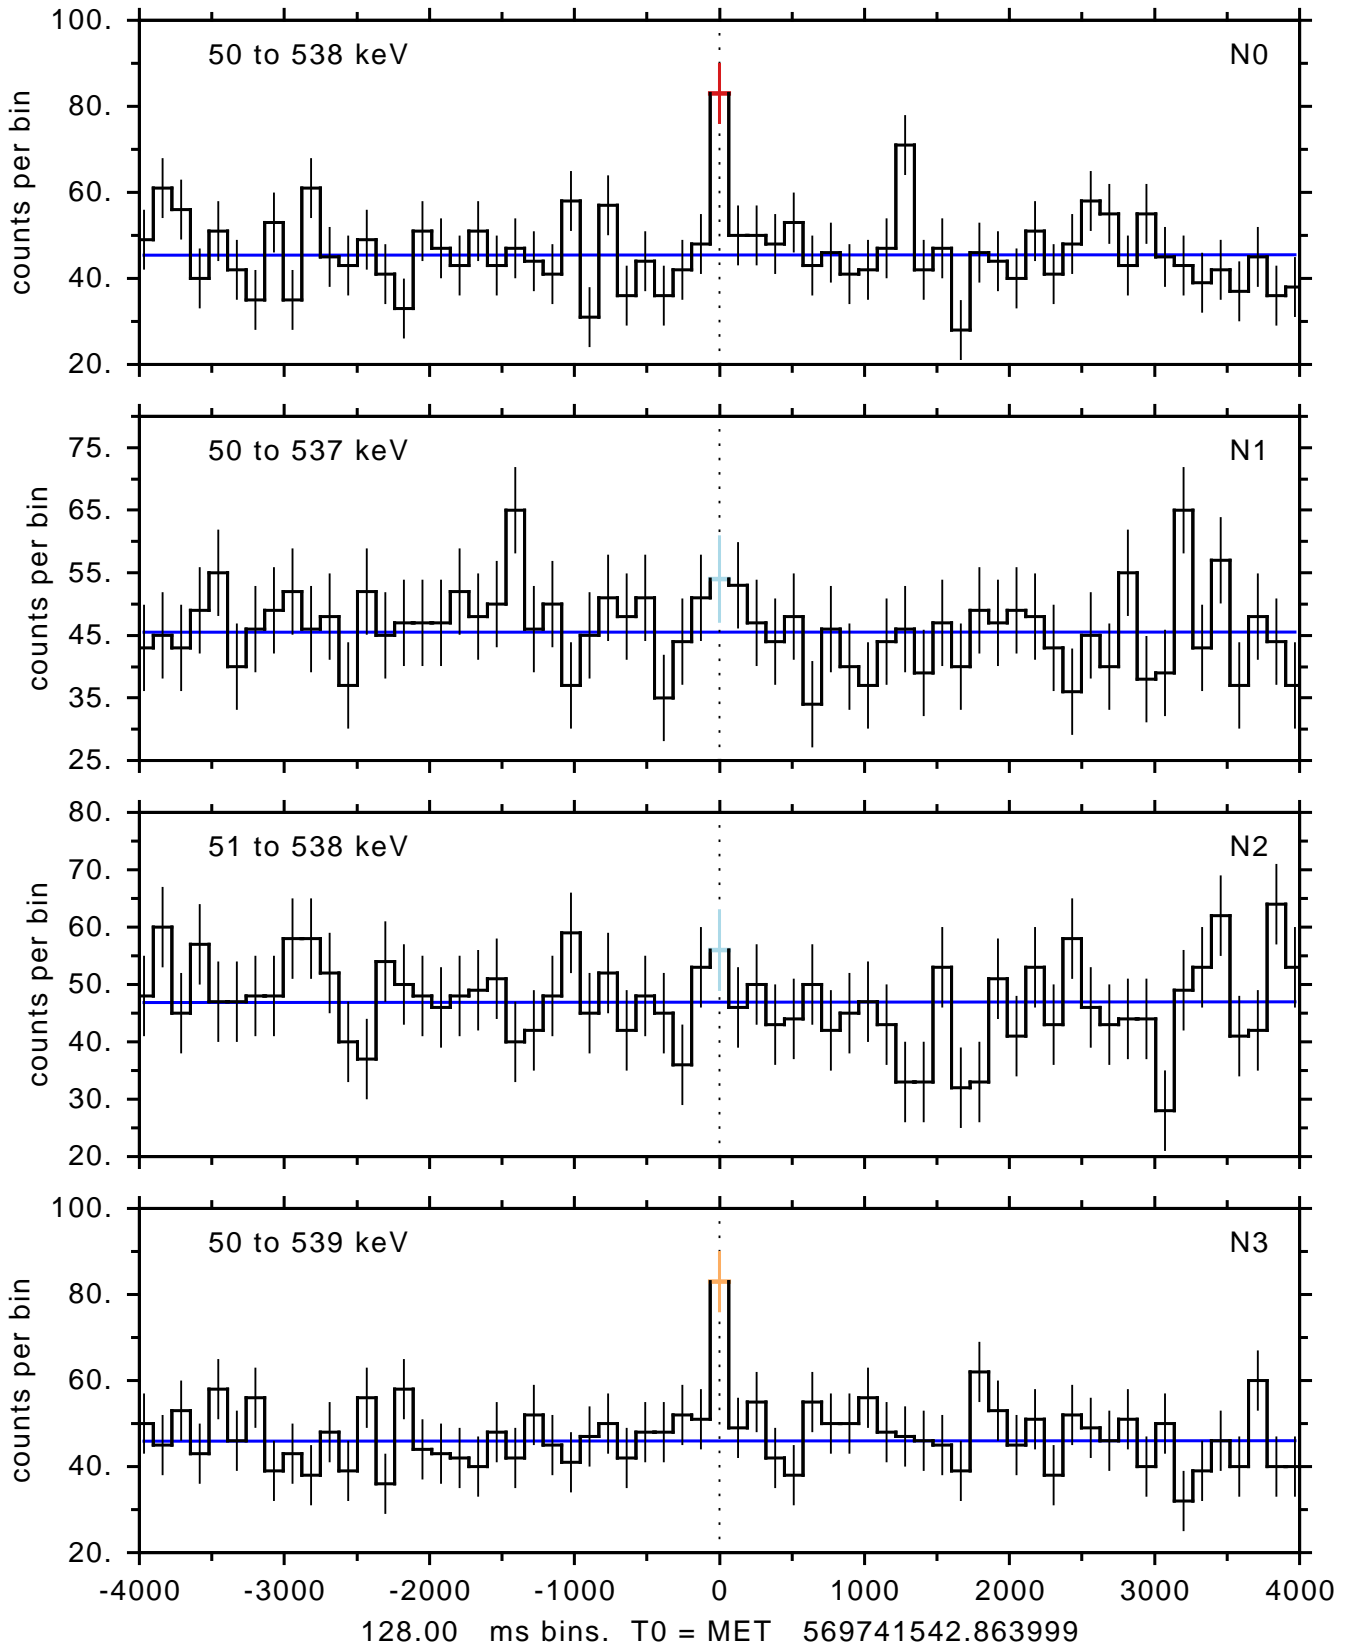 100.
50 to 538 keV N0
80.
60.
40.
20.
counts per bin
50 to 537 keV N1
75.
65.
55.
45.
35.
25.
counts per bin
80.
51 to 538 keV N2
70.
60.
50.
40.
30.
20.
counts per bin
100.
50 to 539 keV N3
80.
60.
40.
20.
counts per bin
-4000 -3000 -2000 -1000 0 1000 2000 3000 4000
128.00 ms bins. T0 = MET 569741542.863999